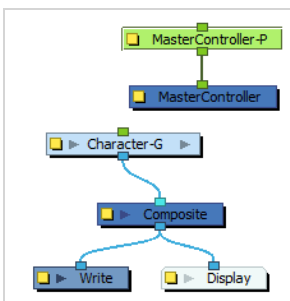 MasterController-P
MasterController
Character-G
Composite
Write
Display